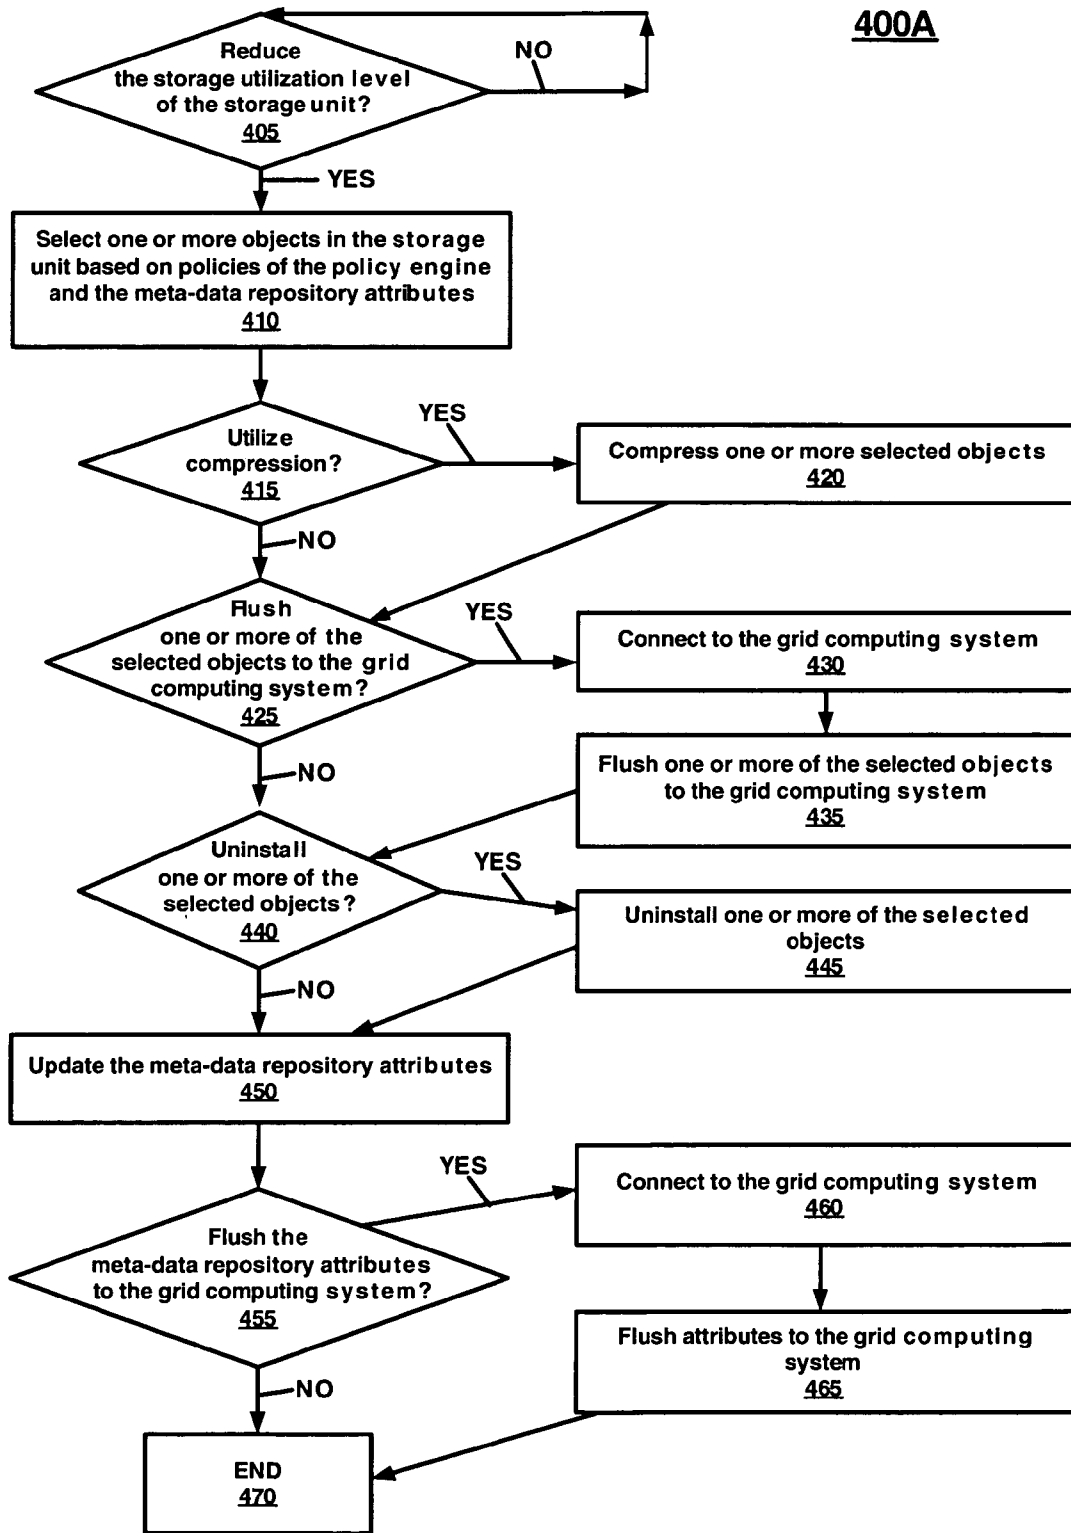 400A
Reduce
the storage utilization level
of the storage unit?
405
NO
YES
Select one or more objects in the storage
unit based on policies of the policy engine
and the meta-data repository attributes
410
Utilize
compression?
415
YES
Compress one or more selected objects
420
NO
Flush
one or more of the
selected objects to the grid
computing system?
425
YES
Connect to the grid computing system
430
Flush one or more of the selected objects
to the grid computing system
435
NO
Uninstall
one or more of the
selected objects?
440
YES
Uninstall one or more of the selected
objects
445
NO
Update the meta-data repository attributes
450
Flush the
meta-data repository attributes
to the grid computing system?
455
YES
Connect to the grid computing system
460
Flush attributes to the grid computing
system
465
NO
END
470